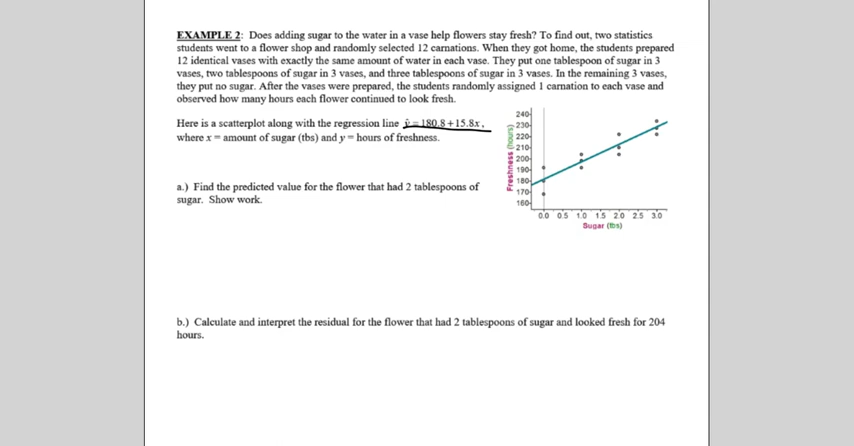 EXAMPLE 2: Does adding sugar to the water in a vase help flowers stay fresh? To find out, two statistics
students went to a flower shop and randomly selected 12 carnations. When they got home, the students prepared
12 identical vases with exactly the same amount of water in each vase. They put one tablespoon of sugar in 3
vases, two tablespoons of sugar in 3 vases, and three tablespoons of sugar in 3 vases. In the remaining 3 vases,
they put no sugar. After the vases were prepared, the students randomly assigned 1 carnation to each vase and
observed how many hours each flower continued to look fresh.
Here is a scatterplot along with the regression line ŷ = 180.8 + 15.8x,
where x = amount of sugar (tbs) and y = hours of freshness.
a.) Find the predicted value for the flower that had 2 tablespoons of
sugar. Show work.
Freshness (hours)
240
230
220
210
200
190
180
170
160
0.0 0.5 1.0 1.5 2.0 2.5 3.0
Sugar (tbs)
b.) Calculate and interpret the residual for the flower that had 2 tablespoons of sugar and looked fresh for 204
hours.